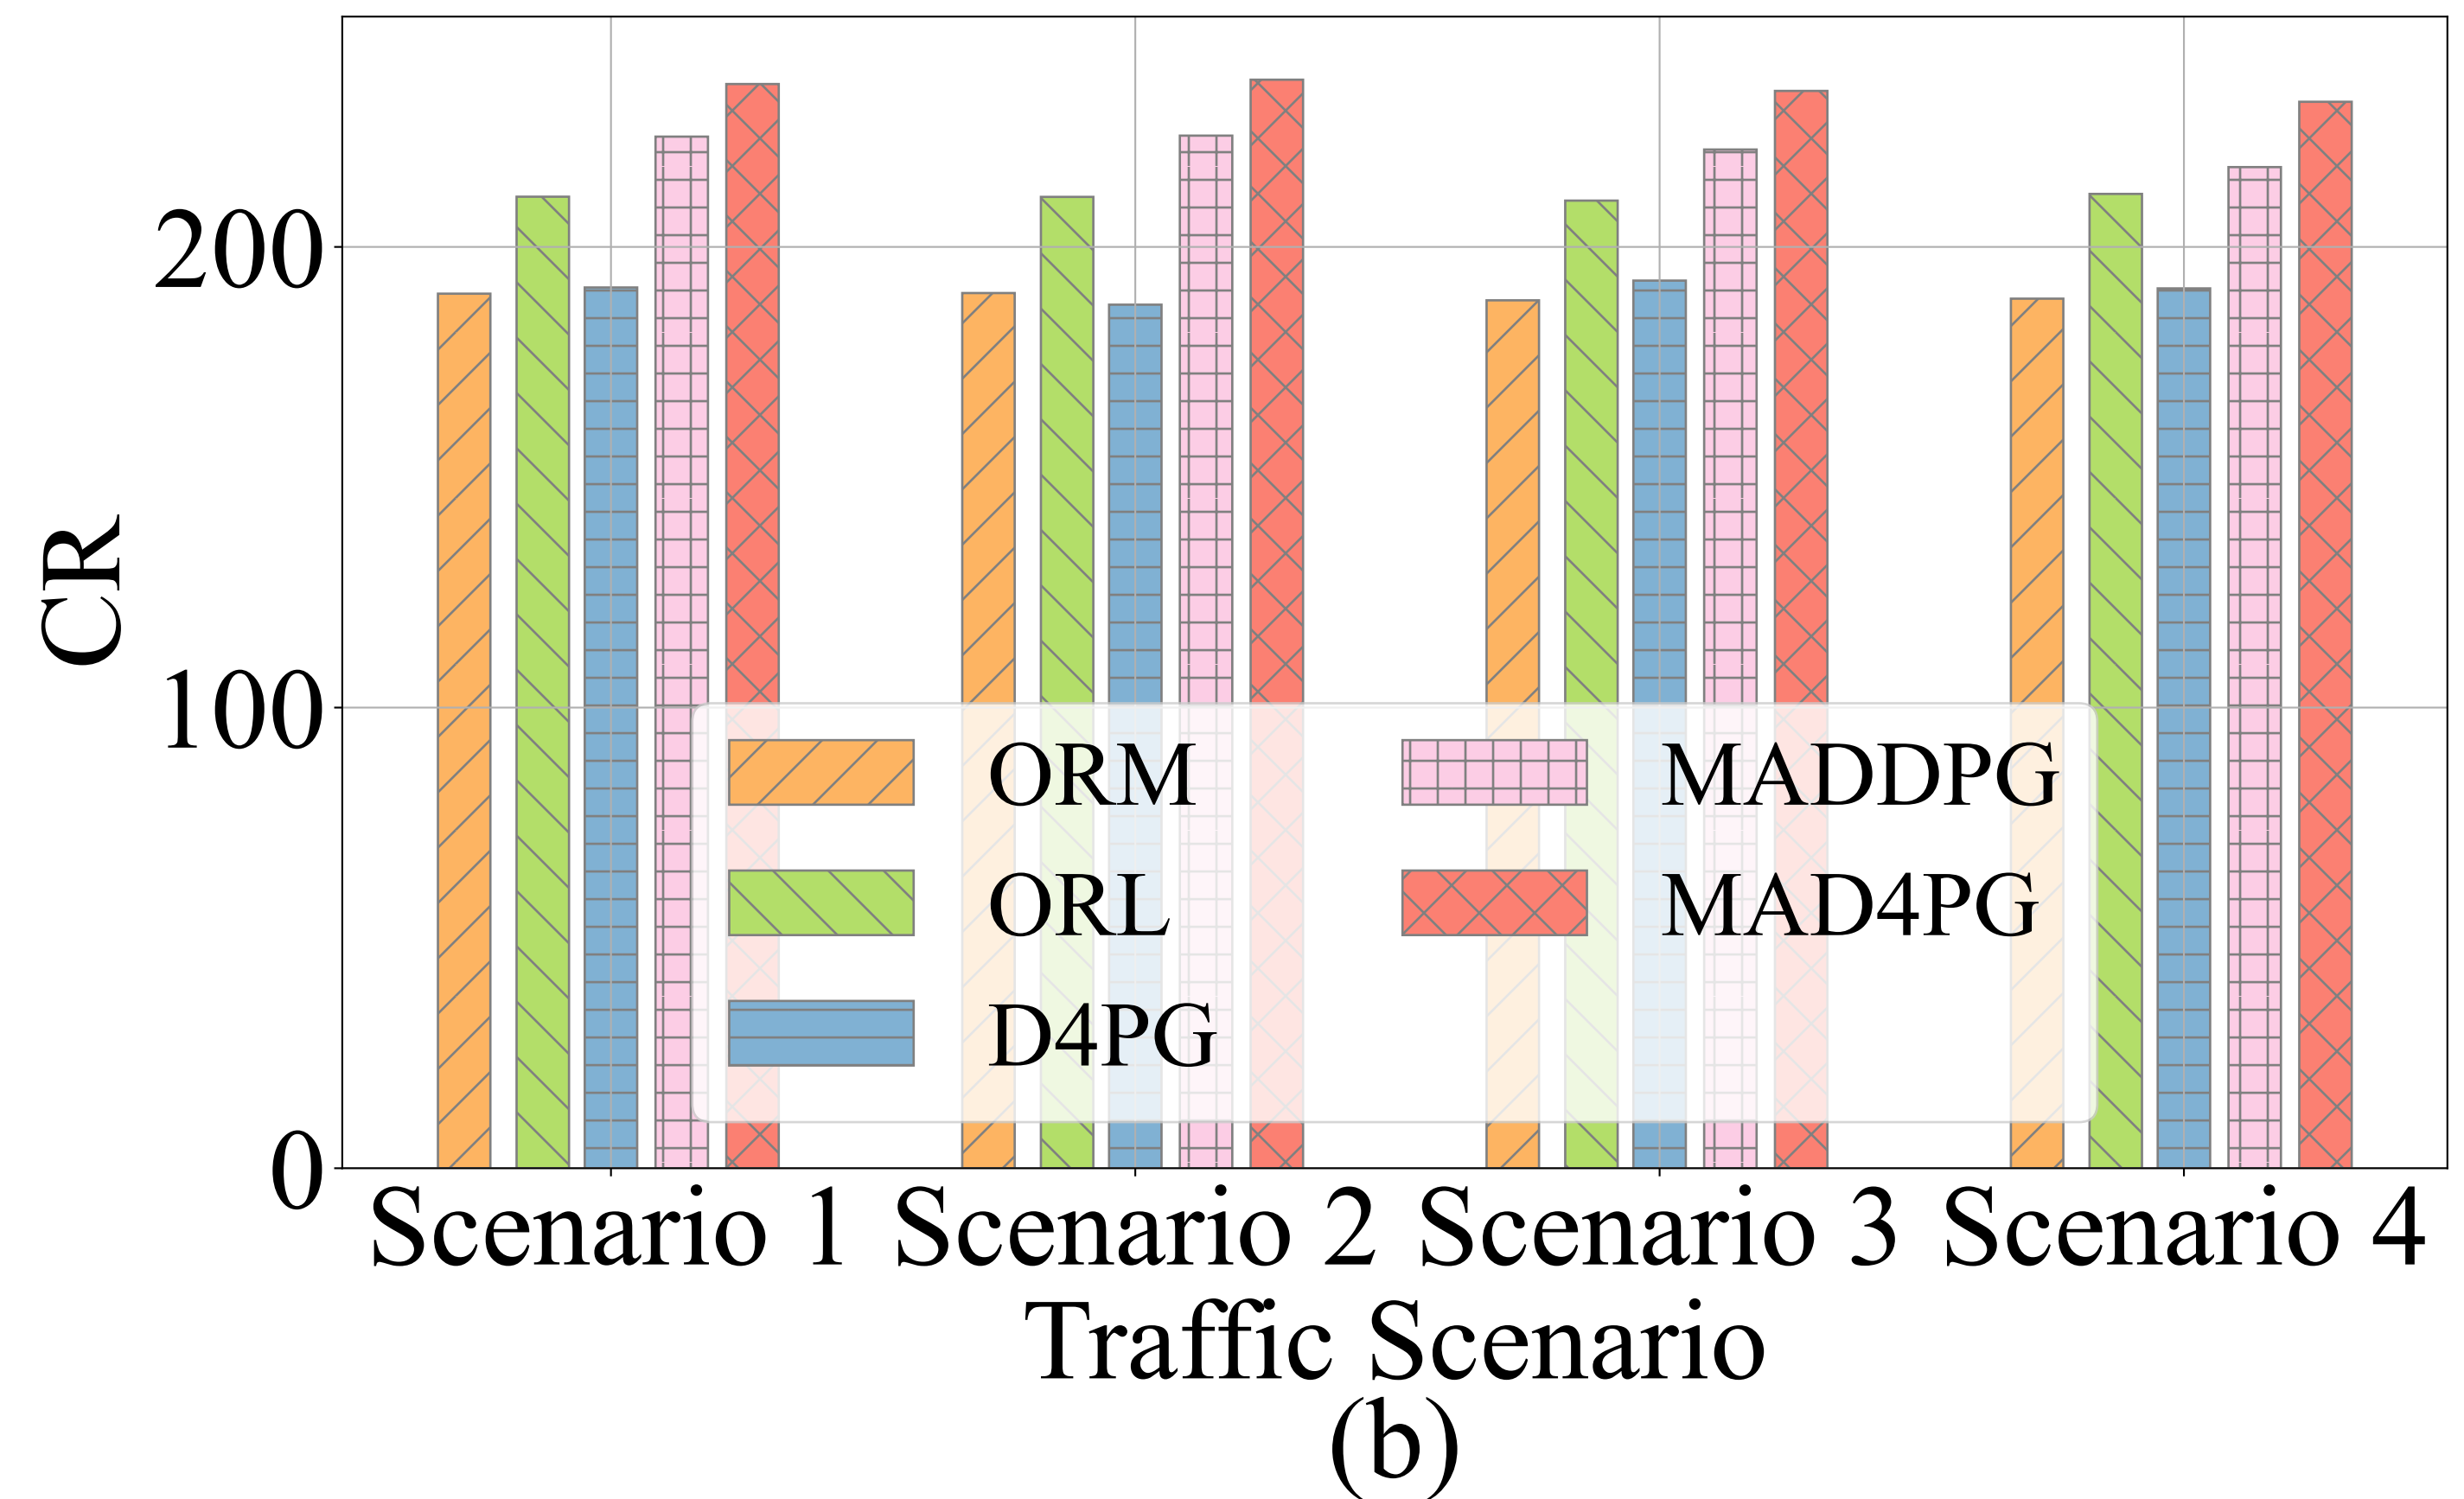 CR
200
100
0
ORM
ORL
D4PG
MADDPG
MAD4PG
Scenario 1 Scenario 2 Scenario 3 Scenario 4
Traffic Scenario
(b)